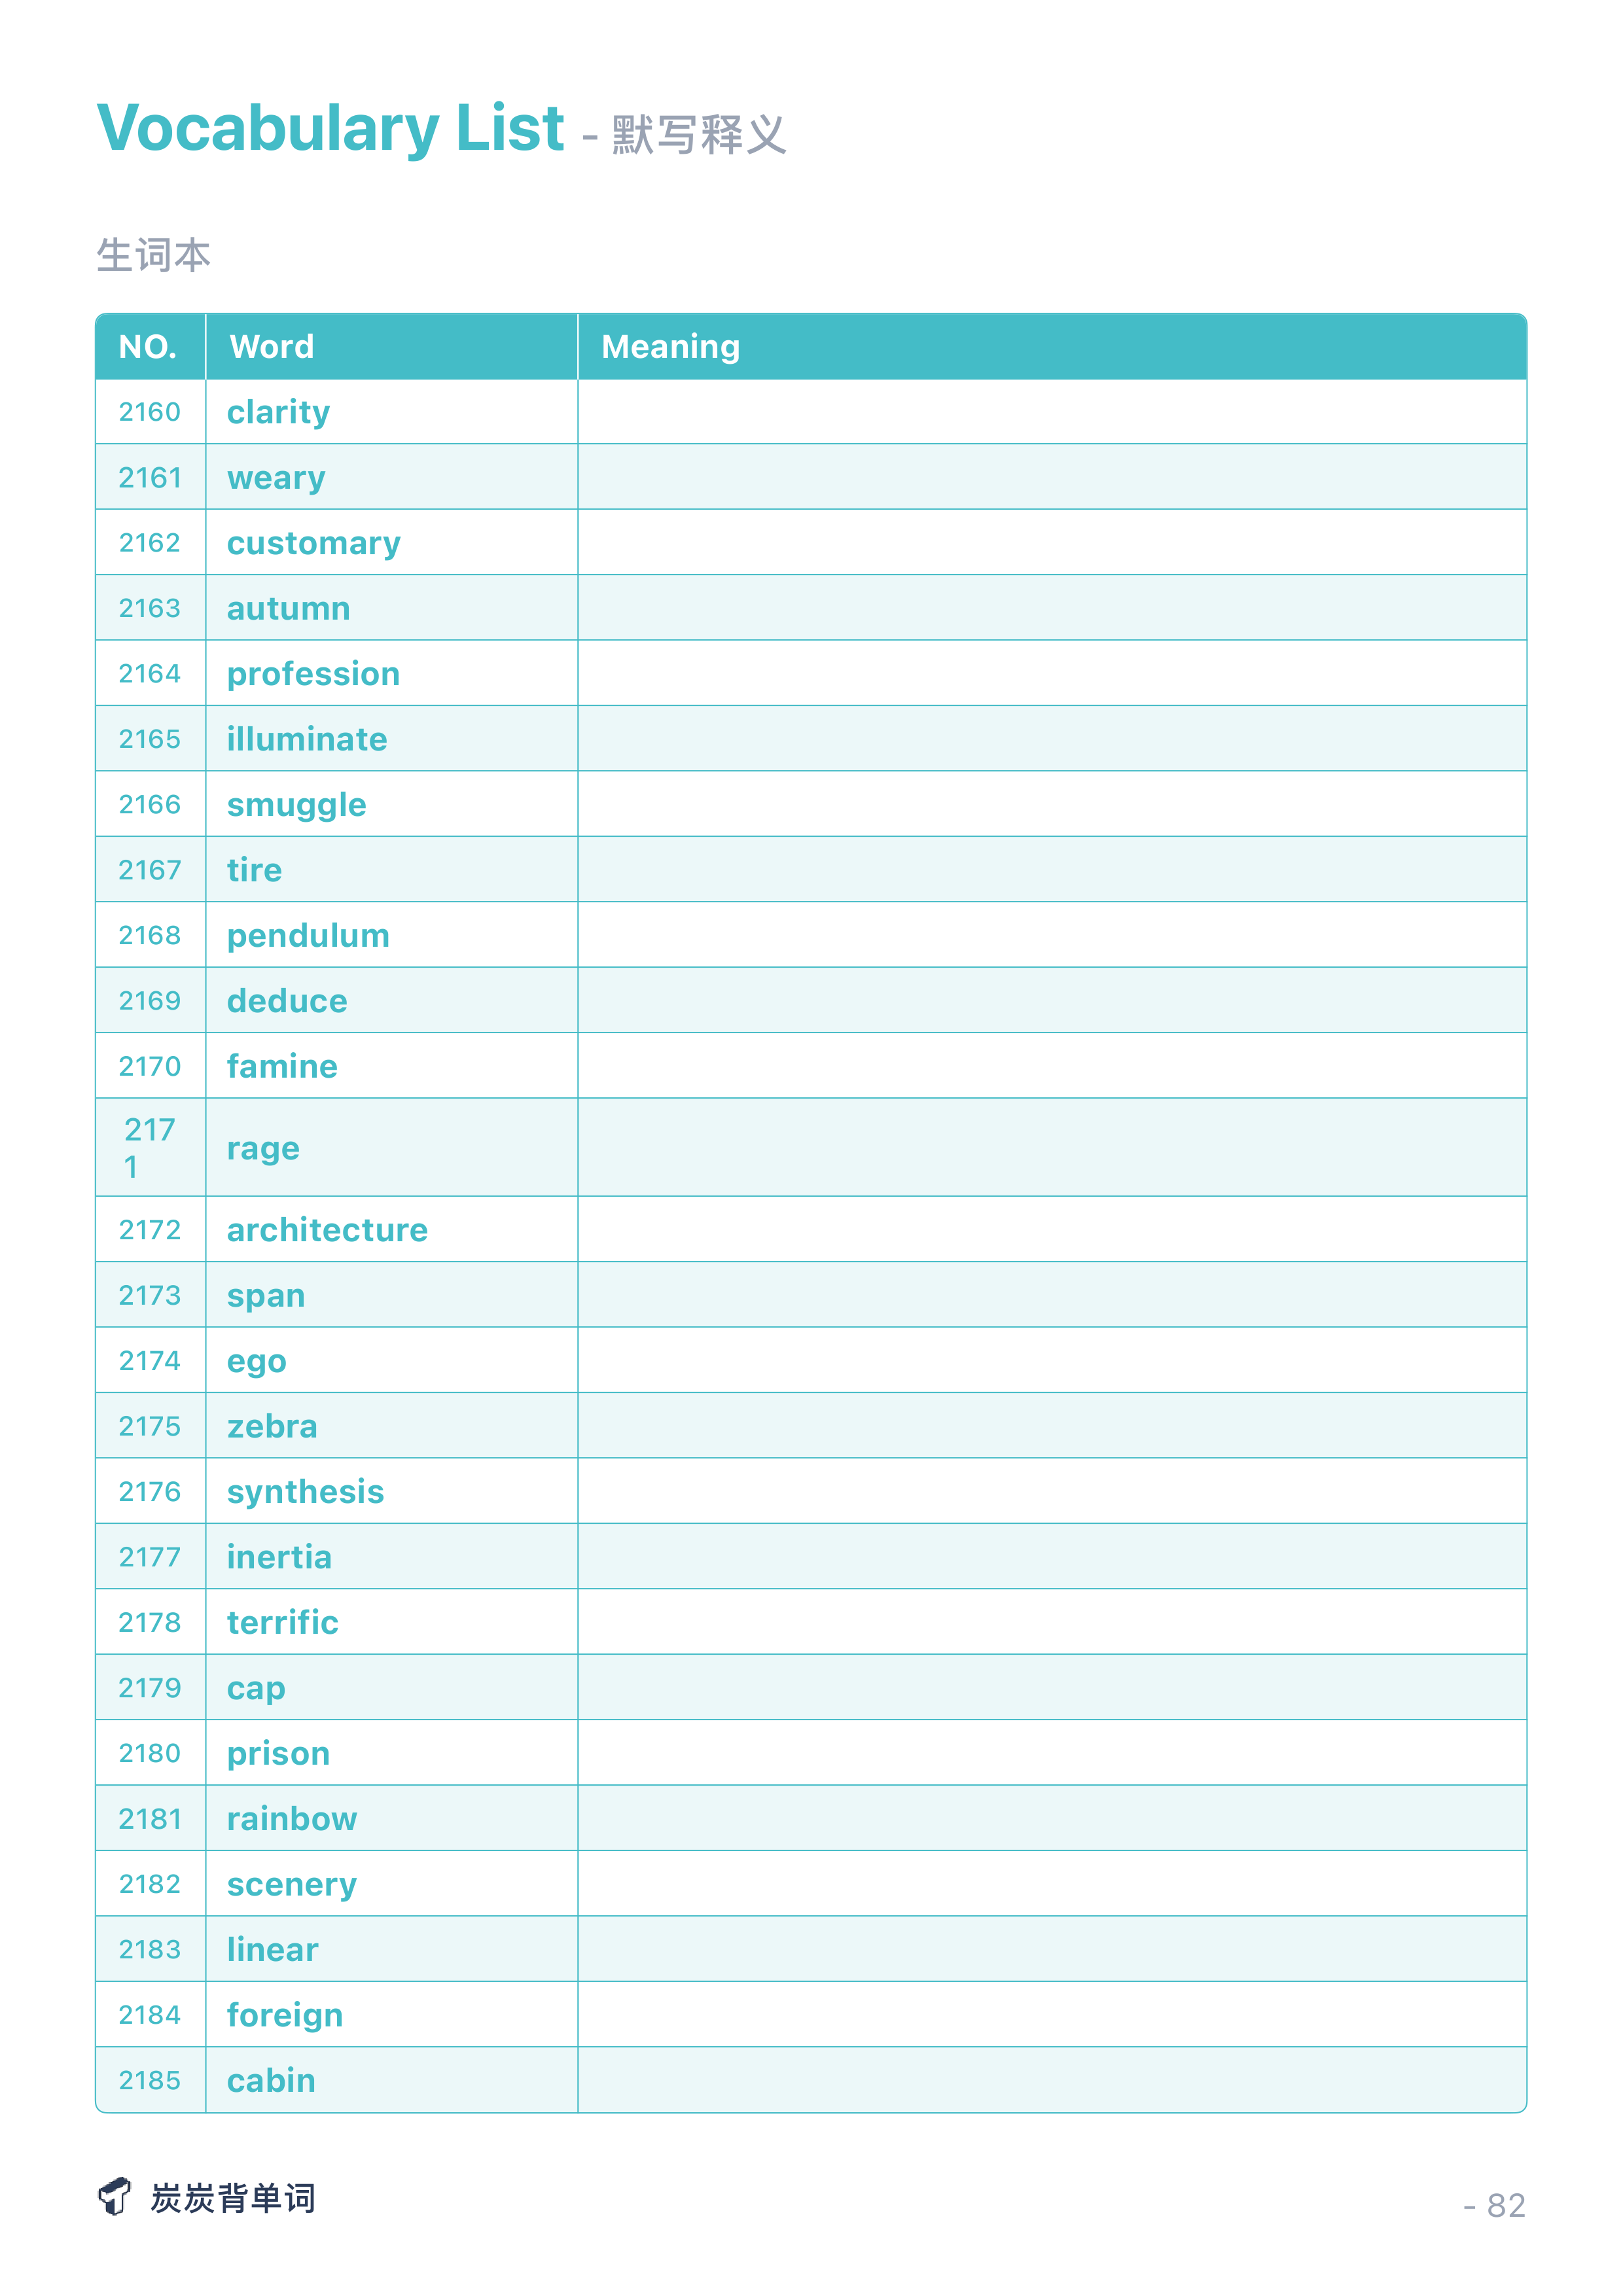 Vocabulary List - 默写释义
生词本
NO. Word Meaning
2160 clarity
2161 weary
2162 customary
2163 autumn
2164 profession
2165 illuminate
2166 smuggle
2167 tire
2168 pendulum
2169 deduce
2170 famine
2171 rage
2172 architecture
2173 span
2174 ego
2175 zebra
2176 synthesis
2177 inertia
2178 terrific
2179 cap
2180 prison
2181 rainbow
2182 scenery
2183 linear
2184 foreign
2185 cabin
炭炭背单词
- 82